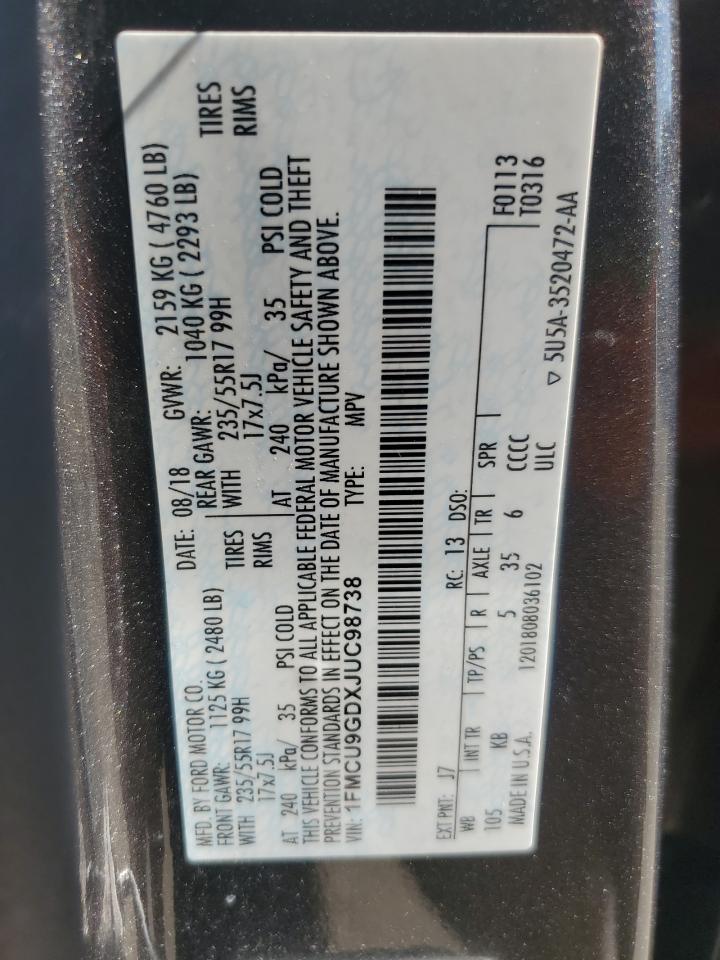 MFD. BY FORD MOTOR CO. DATE: 08/18 GVWR: 2159 KG ( 4760 LB)
FRONT GAWR: 1125 KG ( 2480 LB) REAR GAWR: 1040 KG ( 2293 LB)
WITH 235/55R17 99H TIRES WITH 235/55R17 99H TIRES
17x7.5J RIMS 17x7.5J RIMS
AT 240 kPa/ 35 PSI COLD AT 240 kPa/ 35 PSI COLD
THIS VEHICLE CONFORMS TO ALL APPLICABLE FEDERAL MOTOR VEHICLE SAFETY AND THEFT
PREVENTION STANDARDS IN EFFECT ON THE DATE OF MANUFACTURE SHOWN ABOVE.
VIN: 1FMCU9GDXJUC98738 TYPE: MPV
EXT PNT: J7 RC: 13 DSO:
WB INT TR TP/PS R AXLE TR SPR F0113
105 KB 5 35 6 CCCC T0316
MADE IN U.S.A. 1201808036102 ULC
▽ 5U5A-3520472-AA